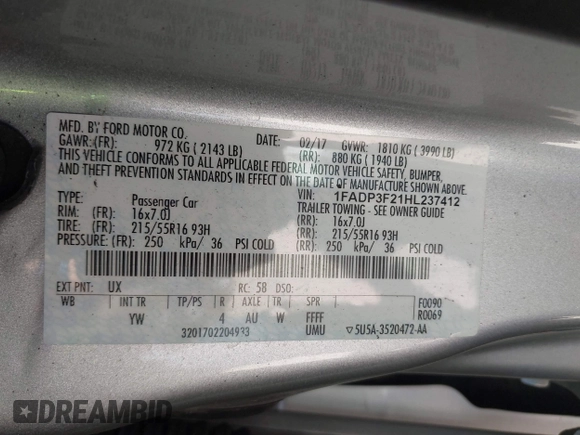 MFD. BY FORD MOTOR CO. DATE: 02/17 GVWR: 1810 KG ( 3990 LB)
GAWR:(FR): 972 KG ( 2143 LB) (RR): 880 KG ( 1940 LB)
THIS VEHICLE CONFORMS TO ALL APPLICABLE FEDERAL MOTOR VEHICLE SAFETY, BUMPER,
AND THEFT PREVENTION STANDARDS IN EFFECT ON THE DATE OF MANUFACTURE SHOWN ABOVE.
VIN: 1FADP3F21HL237412
TYPE: Passenger Car TRAILER TOWING - SEE OWNER GUIDE
RIM: (FR): 16x7.0J (RR): 16x7.0J
TIRE: (FR): 215/55R16 93H (RR): 215/55R16 93H
PRESSURE: (FR): 250 kPa/ 36 PSI COLD (RR): 250 kPa/ 36 PSI COLD
EXT PNT: UX RC: 58 DSO:
WB INT TR TP/PS R AXLE TR SPR F0090
YW 4 AU W FFFF R0069
3201702204933 UMU ▽5U5A-3520472-AA
DREAMBID